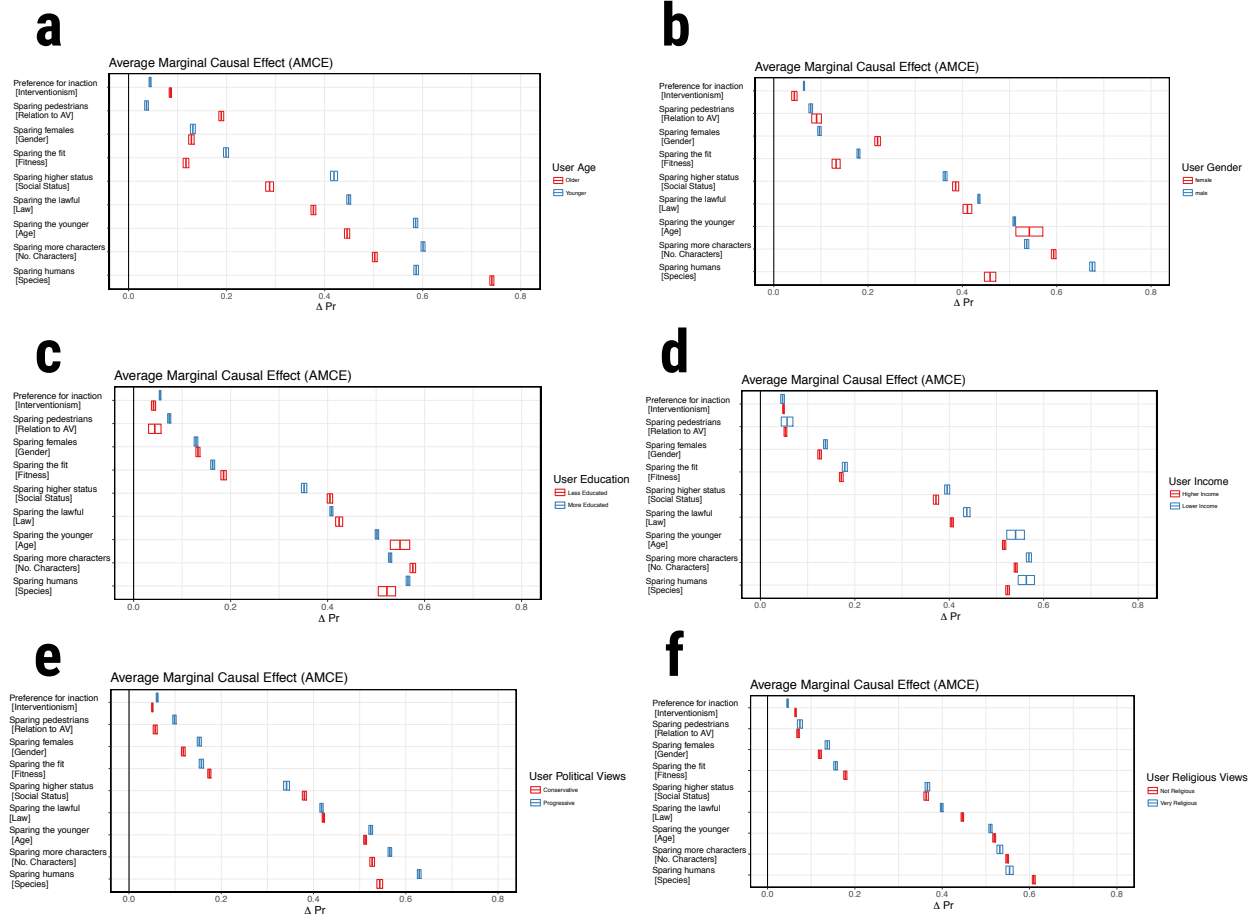 a
Average Marginal Causal Effect (AMCE)
Preference for inaction
[Interventionism]
Sparing pedestrians
[Relation to AV]
Sparing females
[Gender]
Sparing the fit
[Fitness]
Sparing higher status
[Social Status]
Sparing the lawful
[Law]
Sparing the younger
[Age]
Sparing more characters
[No. Characters]
Sparing humans
[Species]
0.0 0.2 0.4 0.6 0.8
Δ Pr
User Age
Older
Younger
b
Average Marginal Causal Effect (AMCE)
Preference for inaction
[Interventionism]
Sparing pedestrians
[Relation to AV]
Sparing females
[Gender]
Sparing the fit
[Fitness]
Sparing higher status
[Social Status]
Sparing the lawful
[Law]
Sparing the younger
[Age]
Sparing more characters
[No. Characters]
Sparing humans
[Species]
0.0 0.2 0.4 0.6 0.8
Δ Pr
User Gender
female
male
c
Average Marginal Causal Effect (AMCE)
Preference for inaction
[Interventionism]
Sparing pedestrians
[Relation to AV]
Sparing females
[Gender]
Sparing the fit
[Fitness]
Sparing higher status
[Social Status]
Sparing the lawful
[Law]
Sparing the younger
[Age]
Sparing more characters
[No. Characters]
Sparing humans
[Species]
0.0 0.2 0.4 0.6 0.8
Δ Pr
User Education
Less Educated
More Educated
d
Average Marginal Causal Effect (AMCE)
Preference for inaction
[Interventionism]
Sparing pedestrians
[Relation to AV]
Sparing females
[Gender]
Sparing the fit
[Fitness]
Sparing higher status
[Social Status]
Sparing the lawful
[Law]
Sparing the younger
[Age]
Sparing more characters
[No. Characters]
Sparing humans
[Species]
0.0 0.2 0.4 0.6 0.8
Δ Pr
User Income
Higher Income
Lower Income
e
Average Marginal Causal Effect (AMCE)
Preference for inaction
[Interventionism]
Sparing pedestrians
[Relation to AV]
Sparing females
[Gender]
Sparing the fit
[Fitness]
Sparing higher status
[Social Status]
Sparing the lawful
[Law]
Sparing the younger
[Age]
Sparing more characters
[No. Characters]
Sparing humans
[Species]
0.0 0.2 0.4 0.6 0.8
Δ Pr
User Political Views
Conservative
Progressive
f
Average Marginal Causal Effect (AMCE)
Preference for inaction
[Interventionism]
Sparing pedestrians
[Relation to AV]
Sparing females
[Gender]
Sparing the fit
[Fitness]
Sparing higher status
[Social Status]
Sparing the lawful
[Law]
Sparing the younger
[Age]
Sparing more characters
[No. Characters]
Sparing humans
[Species]
0.0 0.2 0.4 0.6 0.8
Δ Pr
User Religious Views
Not Religious
Very Religious